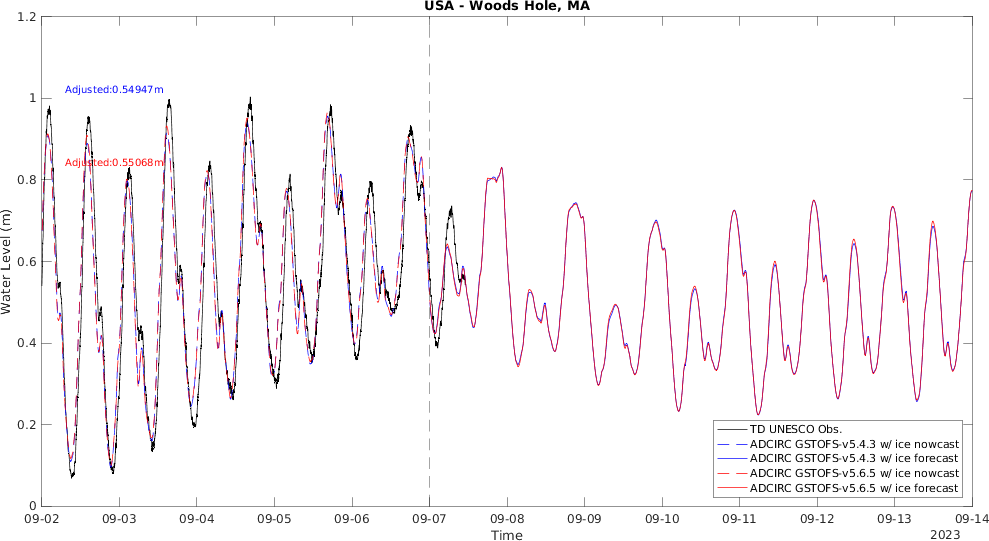 USA - Woods Hole, MA
1.2
1
0.8
0.6
0.4
0.2
0
Water Level (m)
Adjusted:0.54947m
Adjusted:0.55068m
TD UNESCO Obs.
ADCIRC GSTOFS-v5.4.3 w/ ice nowcast
ADCIRC GSTOFS-v5.4.3 w/ ice forecast
ADCIRC GSTOFS-v5.6.5 w/ ice nowcast
ADCIRC GSTOFS-v5.6.5 w/ ice forecast
09-02 09-03 09-04 09-05 09-06 09-07 09-08 09-09 09-10 09-11 09-12 09-13 09-14
Time
2023